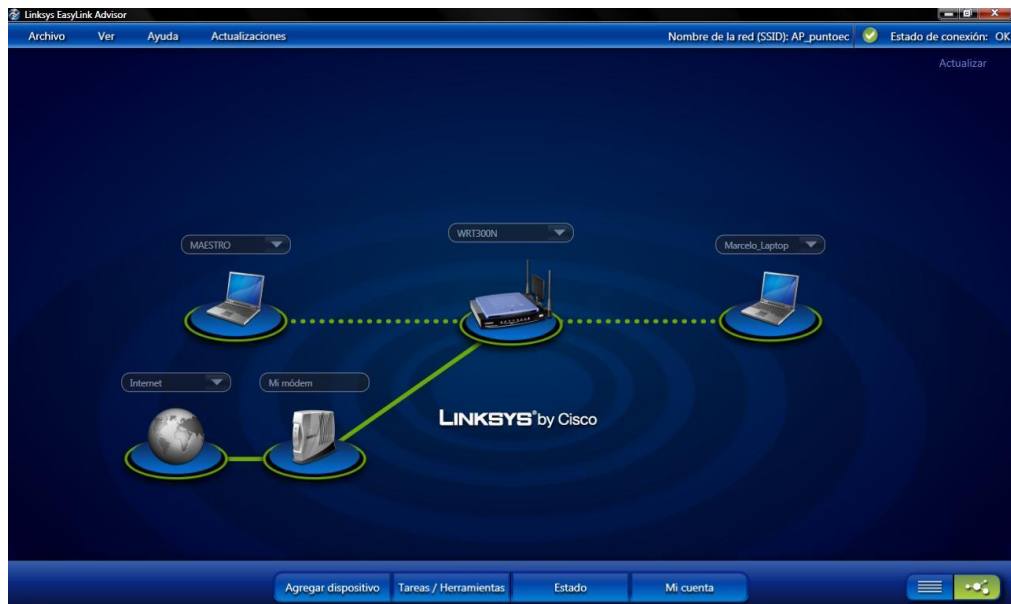 Linksys EasyLink Advisor
Archivo Ver Ayuda Actualizaciones Nombre de la red (SSID): AP_puntoec Estado de conexión: OK
Actualizar
WRT300N
MAESTRO
Marcelo_Laptop
Internet
Mi módem
LINKSYS® by Cisco
Agregar dispositivo Tareas / Herramientas Estado Mi cuenta